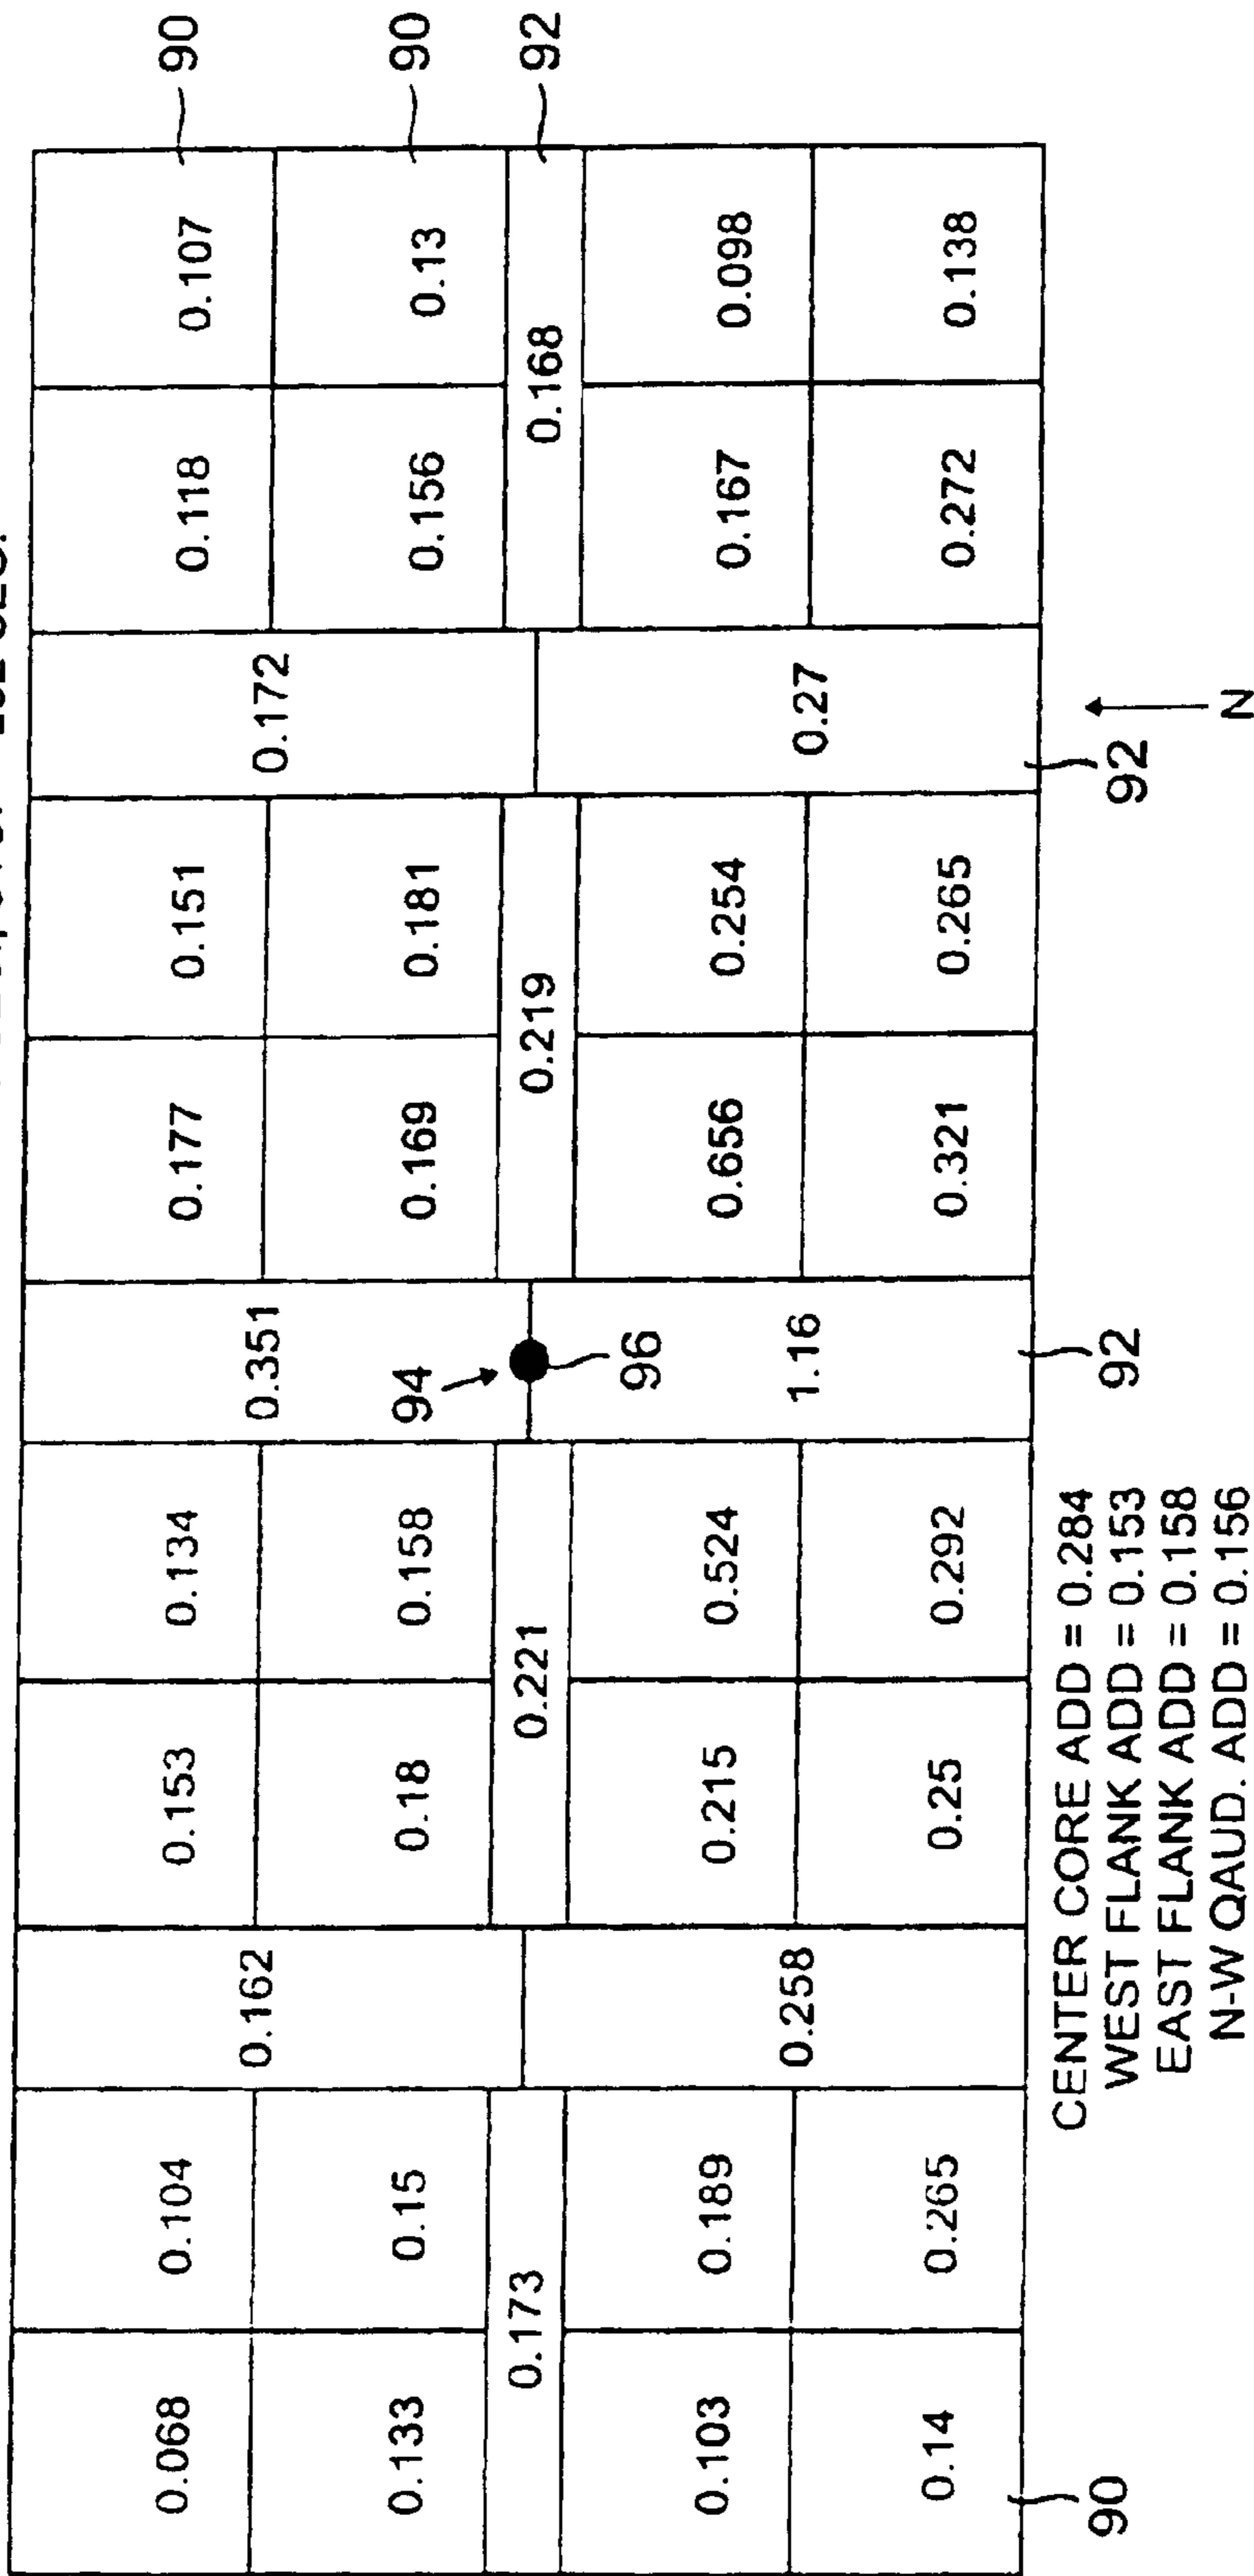 0.068 0.104 0.153 0.134 0.177 0.151 0.118 0.107 90
0.162 0.351 0.172
0.133 0.15 0.18 0.158 94 0.169 0.181 0.156 0.13 90
0.173 0.221 0.219 0.168 92
96
0.103 0.189 0.215 0.524 0.656 0.254 0.167 0.098
0.258 1.16 0.27
0.14 0.265 0.25 0.292 0.321 0.265 0.272 0.138
90 92 92
CENTER CORE ADD = 0.284
WEST FLANK ADD = 0.153
EAST FLANK ADD = 0.158
N-W QAUD. ADD = 0.156
N